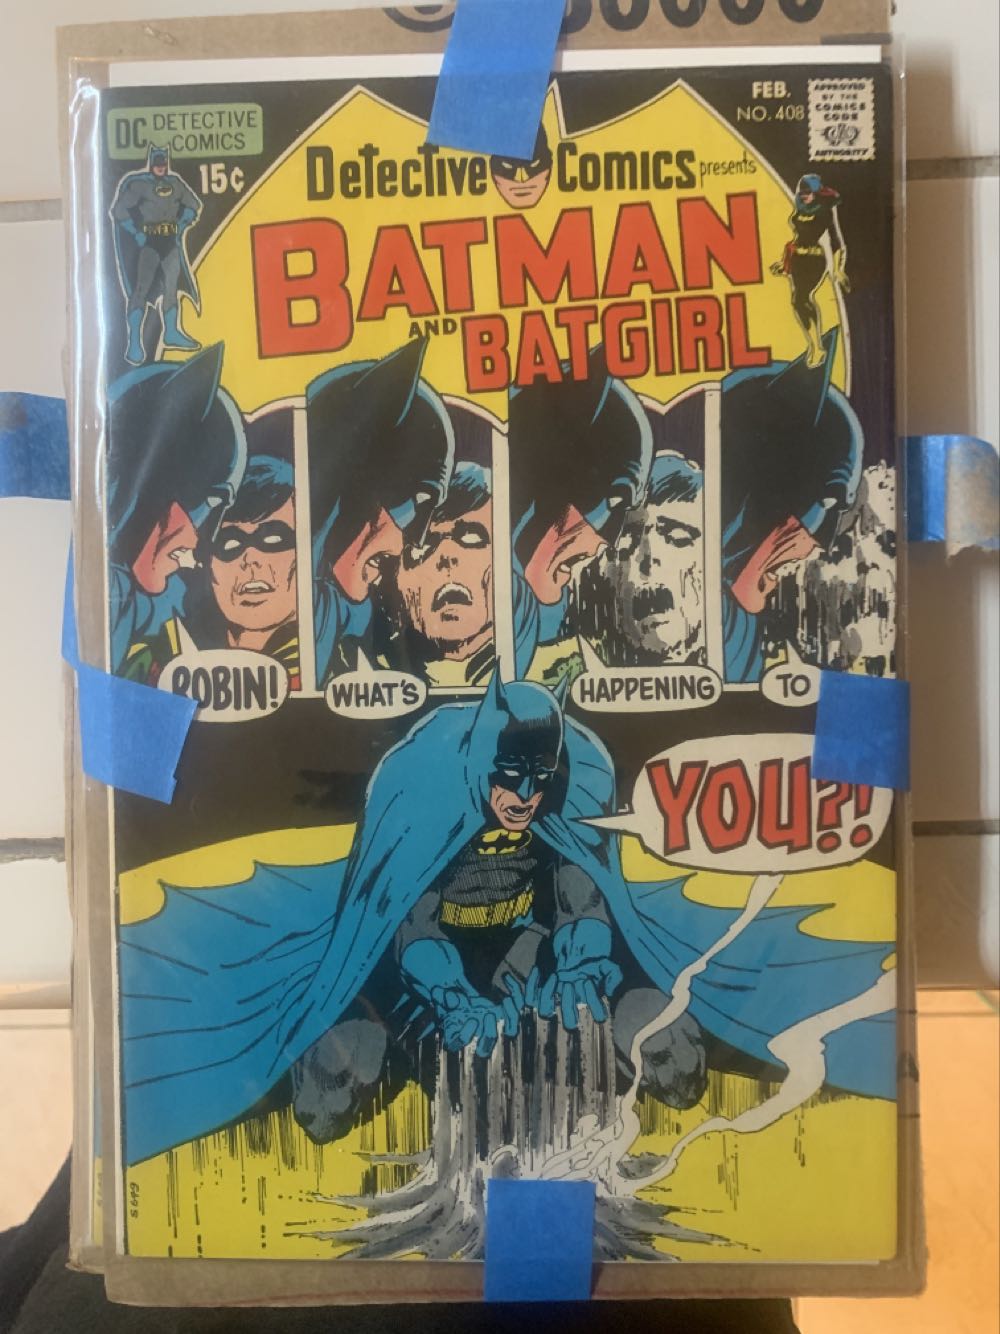 DC DETECTIVE COMICS
15¢
Detective Comics presents
BATMAN
AND BATGIRL
FEB.
NO. 408
APPROVED
BY THE
COMICS
CODE
AUTHORITY
ROBIN!
WHAT'S
HAPPENING
TO
YOU?!